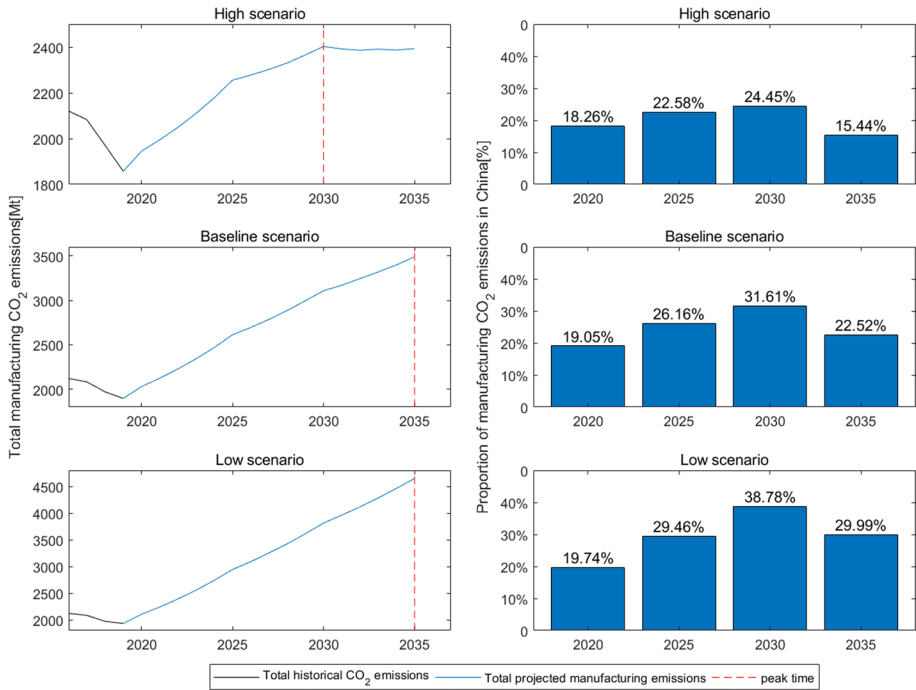 High scenario
2400
2200
2000
1800
2020 2025 2030 2035
Baseline scenario
3500
3000
2500
2000
2020 2025 2030 2035
Low scenario
4500
4000
3500
3000
2500
2000
2020 2025 2030 2035
Total manufacturing CO2 emissions[Mt]
High scenario
0
40%
30%
20%
10%
0
18.26% 22.58% 24.45% 15.44%
2020 2025 2030 2035
Baseline scenario
0
40%
30%
20%
10%
0
19.05% 26.16% 31.61% 22.52%
2020 2025 2030 2035
Low scenario
0
40%
30%
20%
10%
0
19.74% 29.46% 38.78% 29.99%
2020 2025 2030 2035
Proportion of manufacturing CO2 emissions in China[%]
Total historical CO2 emissions Total projected manufacturing emissions peak time